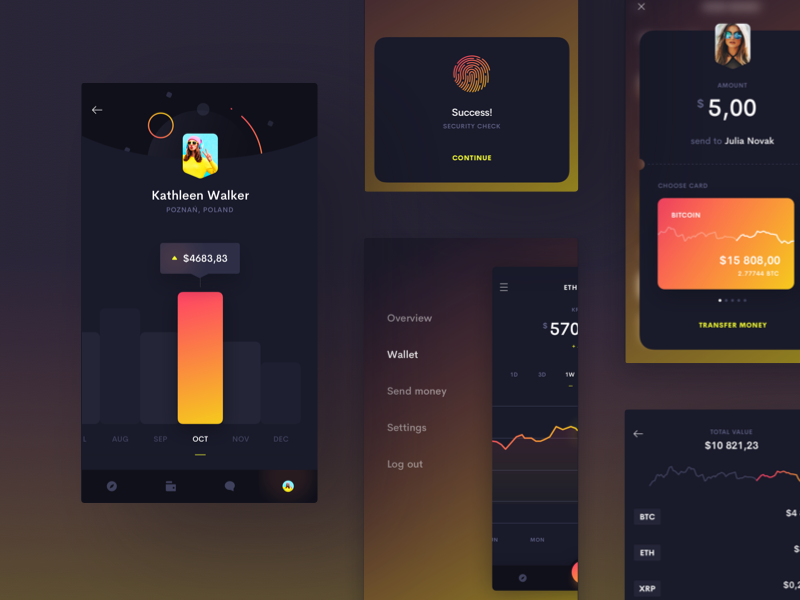 Kathleen Walker
POZNAN, POLAND
$4683,83
L AUG SEP OCT NOV DEC
Success!
SECURITY CHECK
CONTINUE
Overview
Wallet
Send money
Settings
Log out
ETH
$570
1D 3D 1W
MON
AMOUNT
$5,00
send to Julia Novak
CHOOSE CARD
BITCOIN
$15 808,00
2.77744 BTC
TRANSFER MONEY
TOTAL VALUE
$10 821,23
BTC $4
ETH $
XRP $0,2